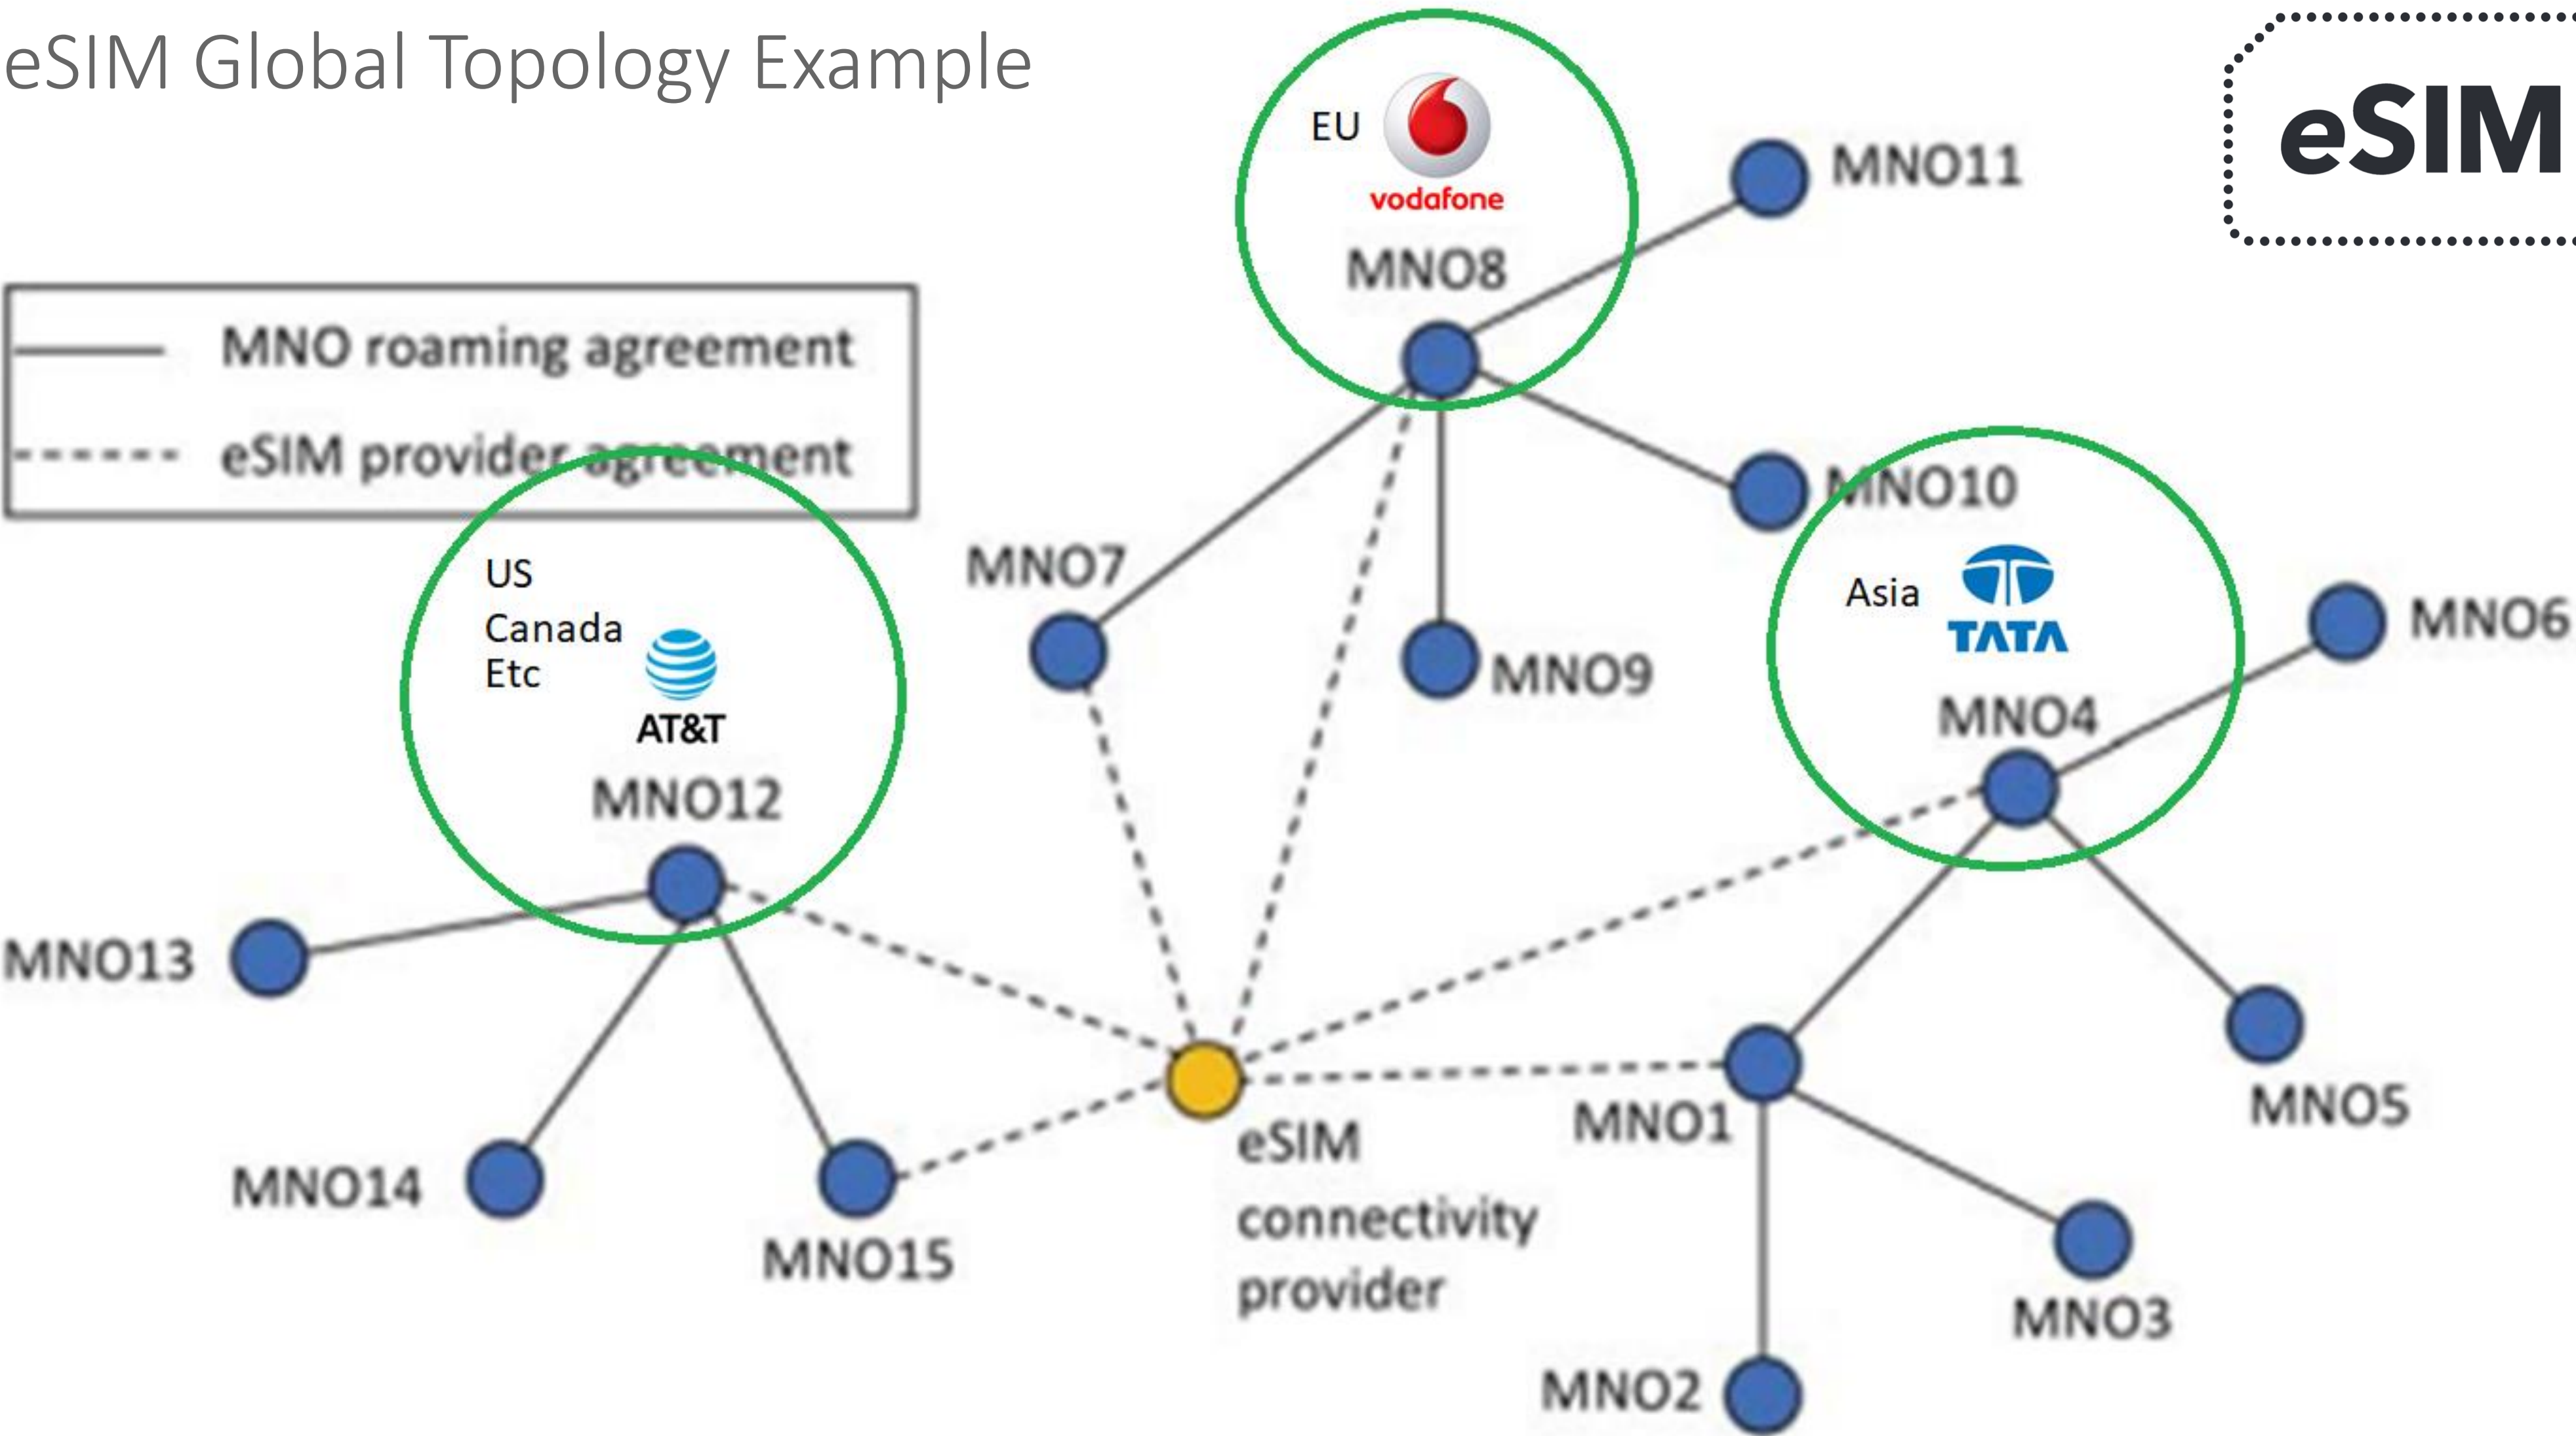 eSIM Global Topology Example
eSIM
EU
vodafone
MNO8
MNO11
MNO roaming agreement
eSIM provider agreement
MNO10
MNO7
MNO9
US
Canada
Etc
AT&T
MNO12
Asia
TATA
MNO4
MNO6
MNO13
MNO14
MNO15
eSIM
connectivity
provider
MNO1
MNO5
MNO3
MNO2